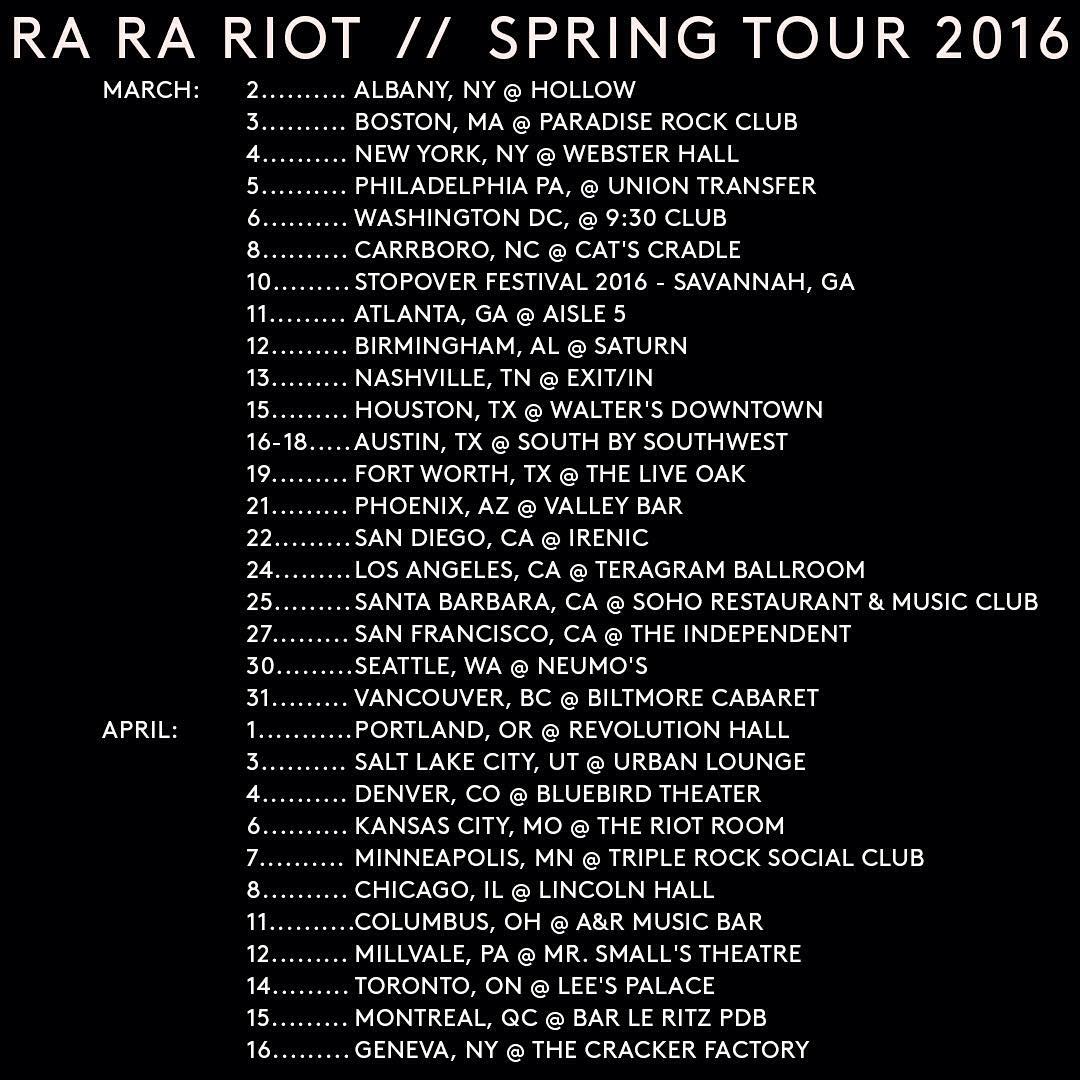 RA RA RIOT // SPRING TOUR 2016
MARCH: 2.......... ALBANY, NY @ HOLLOW
3.......... BOSTON, MA @ PARADISE ROCK CLUB
4.......... NEW YORK, NY @ WEBSTER HALL
5.......... PHILADELPHIA PA, @ UNION TRANSFER
6.......... WASHINGTON DC, @ 9:30 CLUB
8.......... CARRBORO, NC @ CAT'S CRADLE
10......... STOPOVER FESTIVAL 2016 - SAVANNAH, GA
11......... ATLANTA, GA @ AISLE 5
12......... BIRMINGHAM, AL @ SATURN
13......... NASHVILLE, TN @ EXIT/IN
15......... HOUSTON, TX @ WALTER'S DOWNTOWN
16-18.....AUSTIN, TX @ SOUTH BY SOUTHWEST
19......... FORT WORTH, TX @ THE LIVE OAK
21......... PHOENIX, AZ @ VALLEY BAR
22.........SAN DIEGO, CA @ IRENIC
24.........LOS ANGELES, CA @ TERAGRAM BALLROOM
25.........SANTA BARBARA, CA @ SOHO RESTAURANT & MUSIC CLUB
27......... SAN FRANCISCO, CA @ THE INDEPENDENT
30.........SEATTLE, WA @ NEUMO'S
31......... VANCOUVER, BC @ BILTMORE CABARET
APRIL: 1...........PORTLAND, OR @ REVOLUTION HALL
3.......... SALT LAKE CITY, UT @ URBAN LOUNGE
4.......... DENVER, CO @ BLUEBIRD THEATER
6.......... KANSAS CITY, MO @ THE RIOT ROOM
7.......... MINNEAPOLIS, MN @ TRIPLE ROCK SOCIAL CLUB
8.......... CHICAGO, IL @ LINCOLN HALL
11..........COLUMBUS, OH @ A&R MUSIC BAR
12......... MILLVALE, PA @ MR. SMALL'S THEATRE
14......... TORONTO, ON @ LEE'S PALACE
15......... MONTREAL, QC @ BAR LE RITZ PDB
16......... GENEVA, NY @ THE CRACKER FACTORY